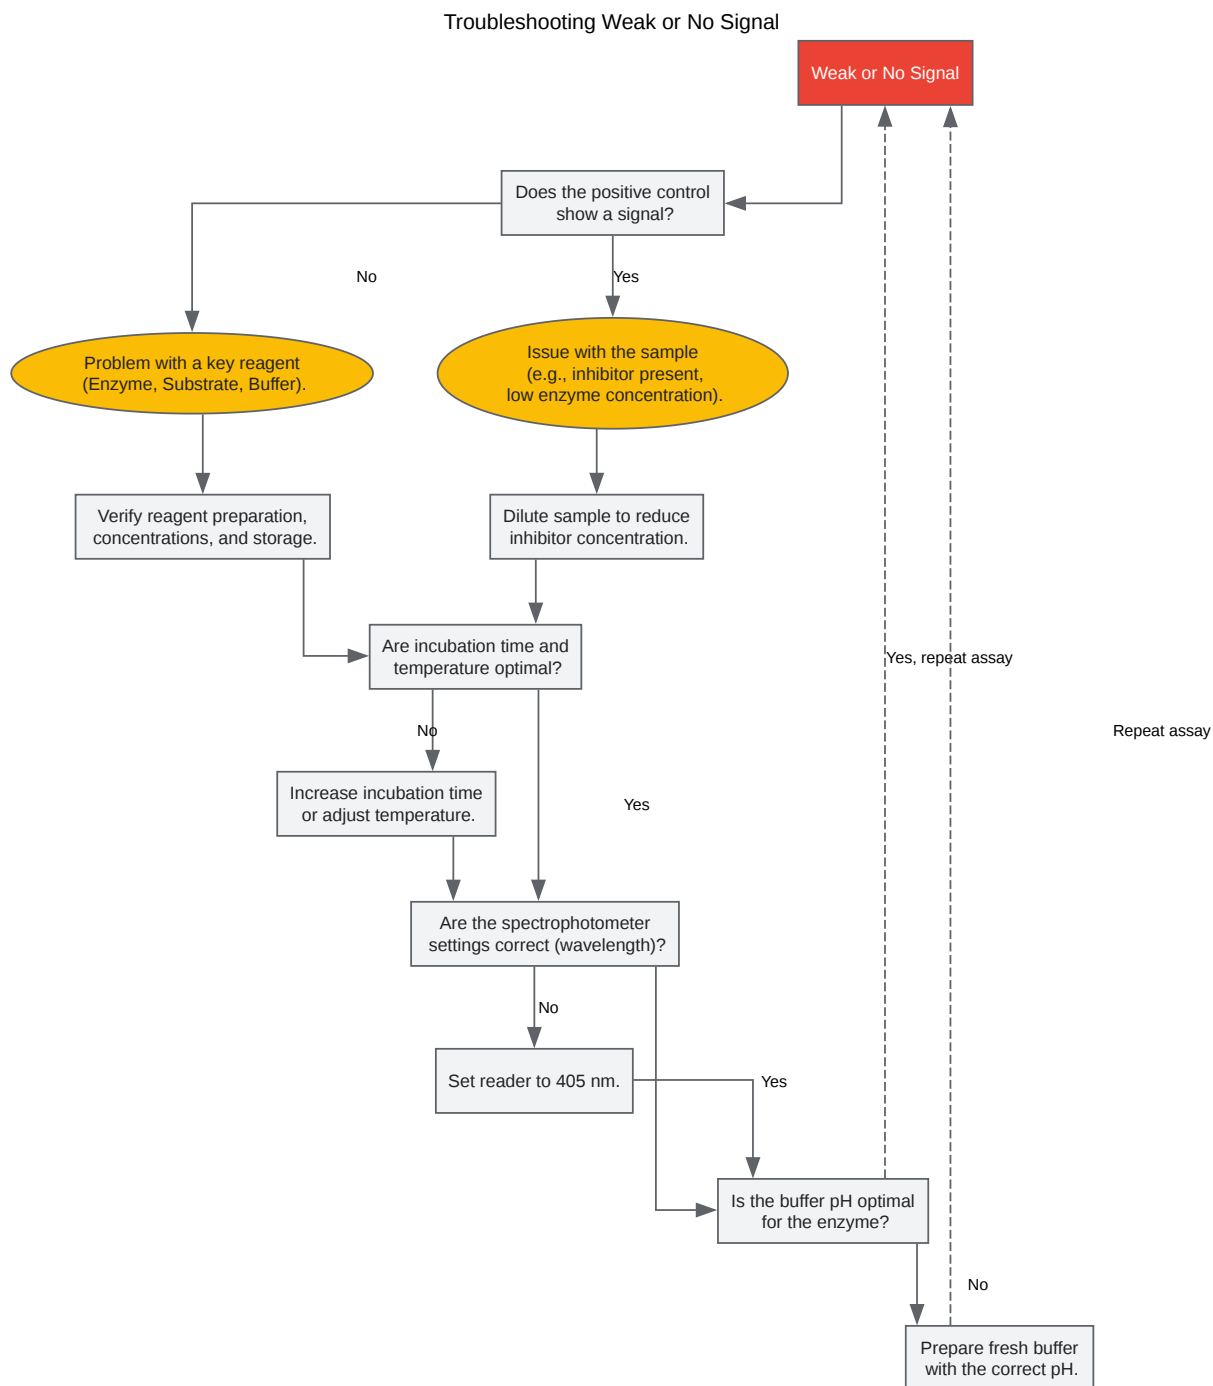 Troubleshooting Weak or No Signal
Weak or No Signal
Does the positive control
show a signal?
No
Yes
Problem with a key reagent
(Enzyme, Substrate, Buffer).
Issue with the sample
(e.g., inhibitor present,
low enzyme concentration).
Verify reagent preparation,
concentrations, and storage.
Dilute sample to reduce
inhibitor concentration.
Are incubation time and
temperature optimal?
Yes, repeat assay
No
Repeat assay
Increase incubation time
or adjust temperature.
Yes
Are the spectrophotometer
settings correct (wavelength)?
No
Set reader to 405 nm.
Yes
Is the buffer pH optimal
for the enzyme?
No
Prepare fresh buffer
with the correct pH.